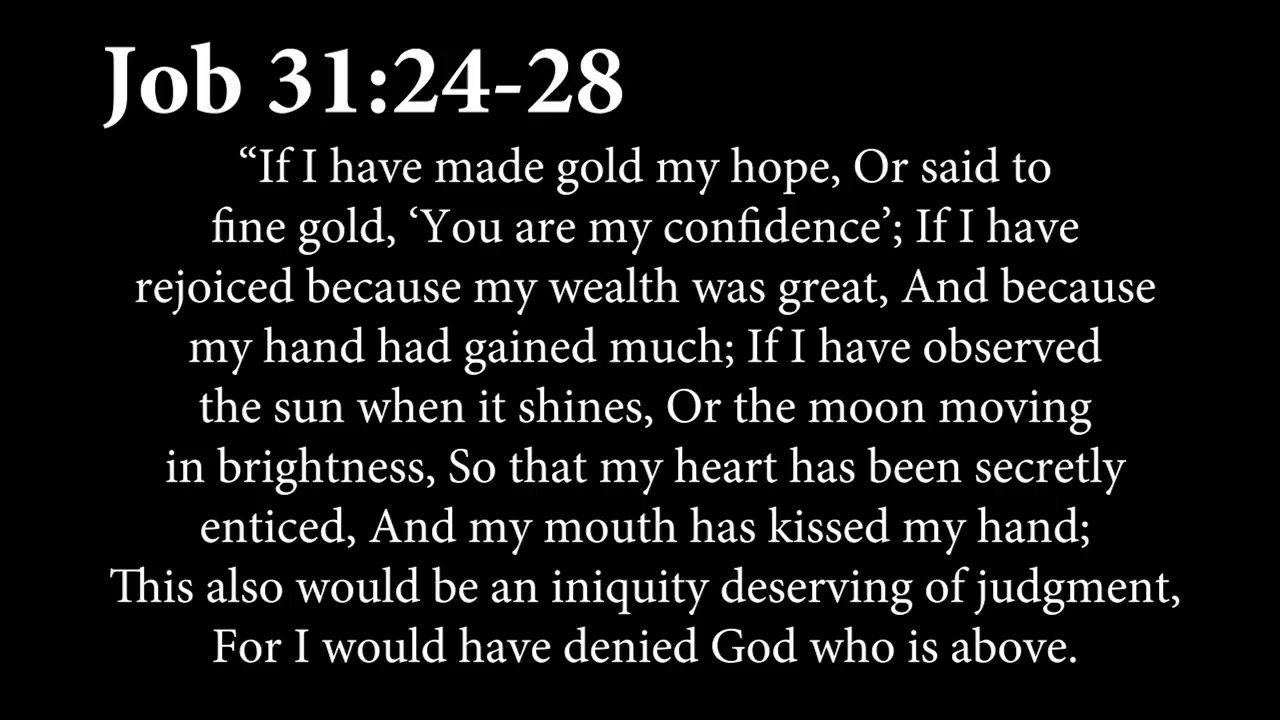 Job 31:24-28
“If I have made gold my hope, Or said to
fine gold, ‘You are my confidence’; If I have
rejoiced because my wealth was great, And because
my hand had gained much; If I have observed
the sun when it shines, Or the moon moving
in brightness, So that my heart has been secretly
enticed, And my mouth has kissed my hand;
This also would be an iniquity deserving of judgment,
For I would have denied God who is above.